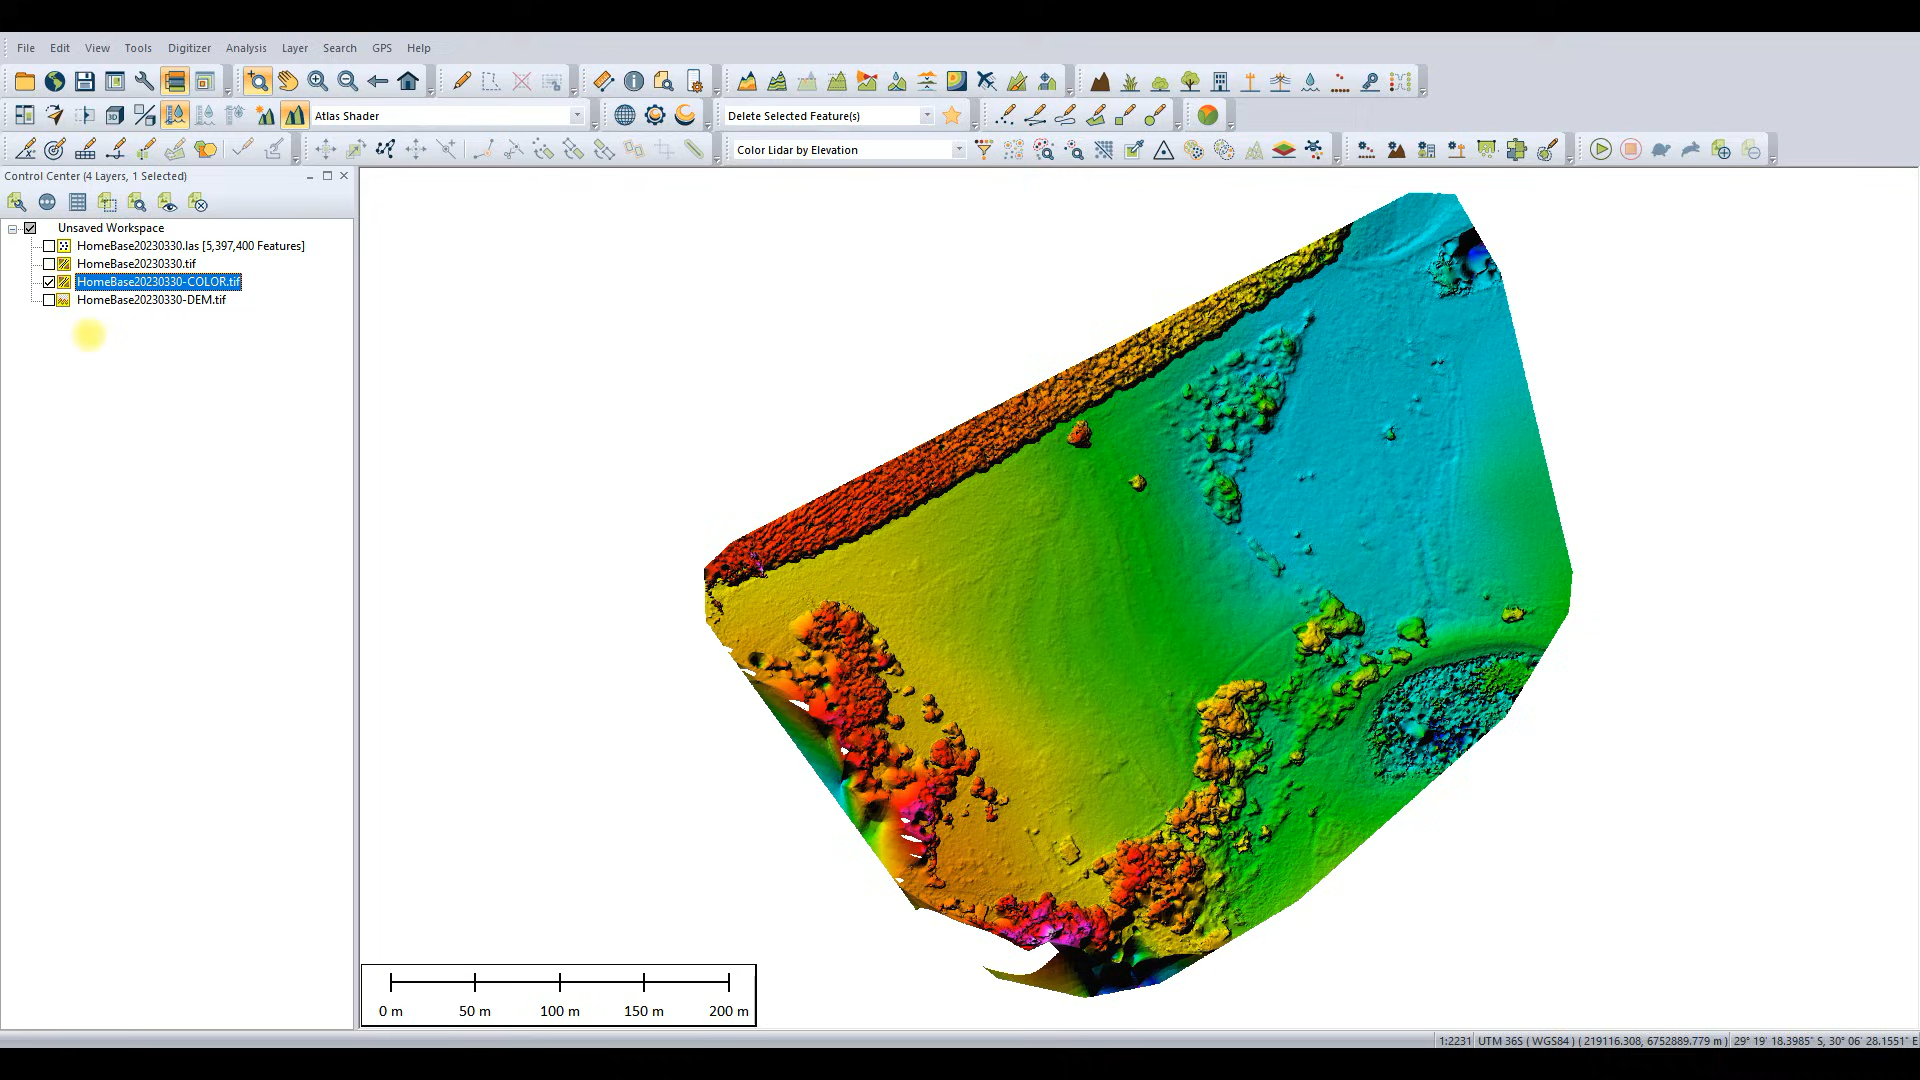 File Edit View Tools Digitizer Analysis Layer Search GPS Help
3D Atlas Shader Delete Selected Feature(s)
Color Lidar by Elevation
Control Center (4 Layers, 1 Selected)
Unsaved Workspace
HomeBase20230330.las [5,397,400 Features]
HomeBase20230330.tif
HomeBase20230330-COLOR.tif
HomeBase20230330-DEM.tif
0 m 50 m 100 m 150 m 200 m
1:2231 UTM 36S ( WGS84 ) ( 219116.308, 6752889.779 m ) 29° 19' 18.3985" S, 30° 06' 28.1551" E